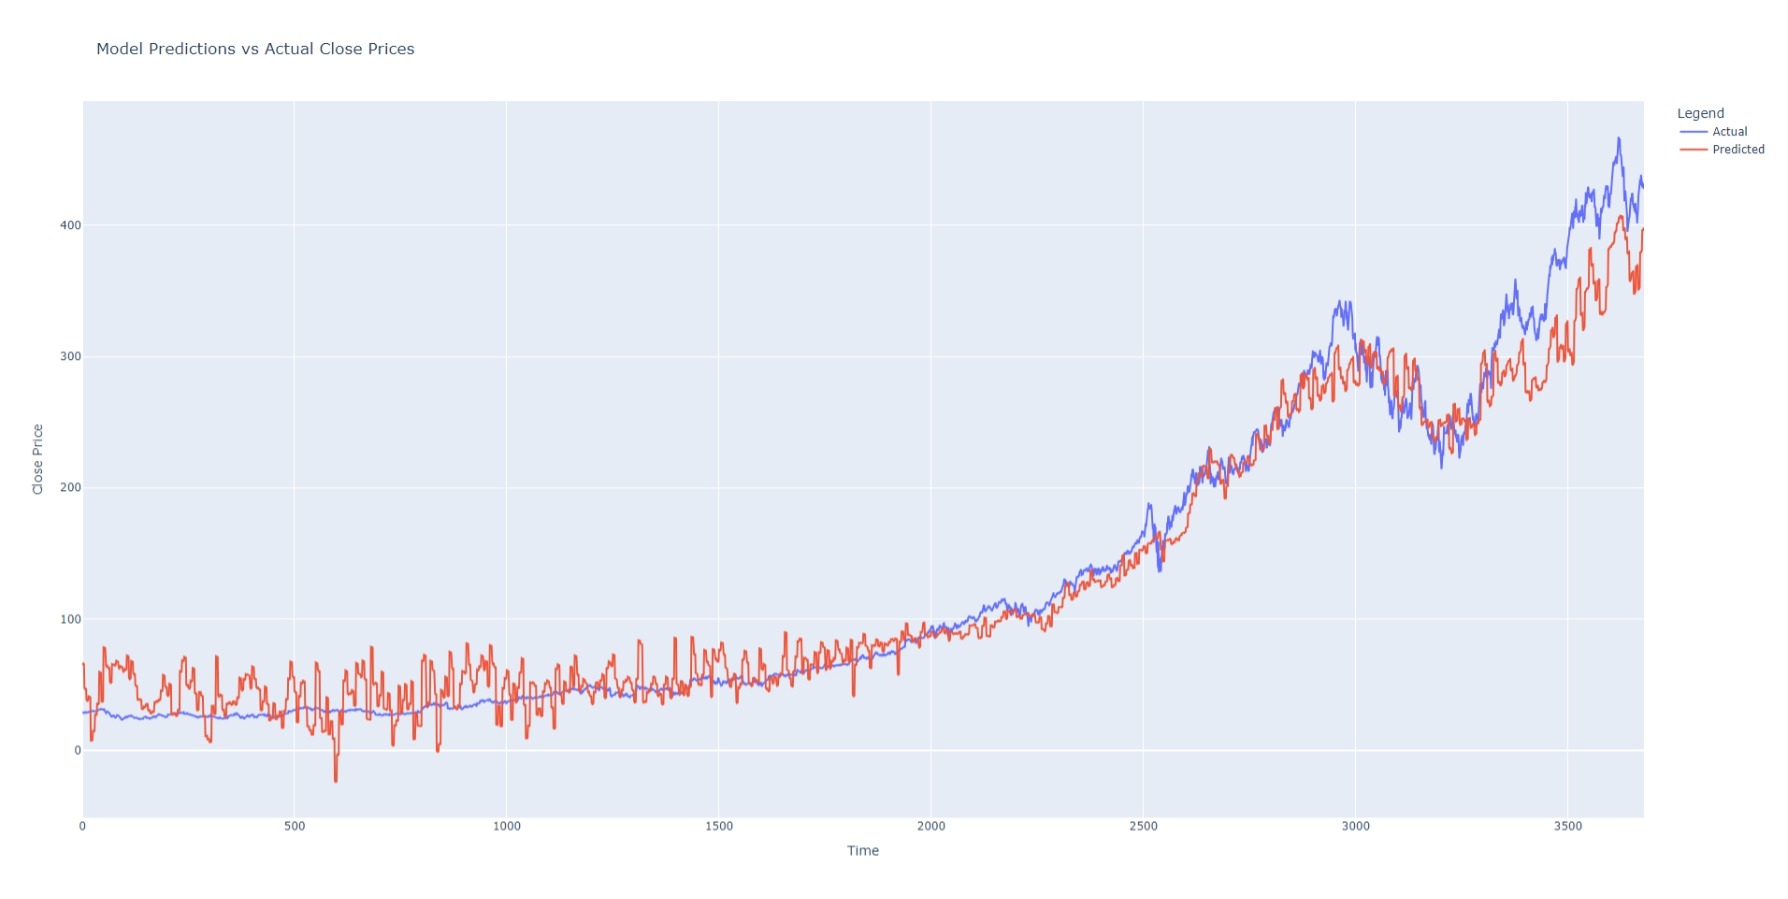 Model Predictions vs Actual Close Prices
Legend
Actual
Predicted
Close Price
400
300
200
100
0
0 500 1000 1500 2000 2500 3000 3500
Time